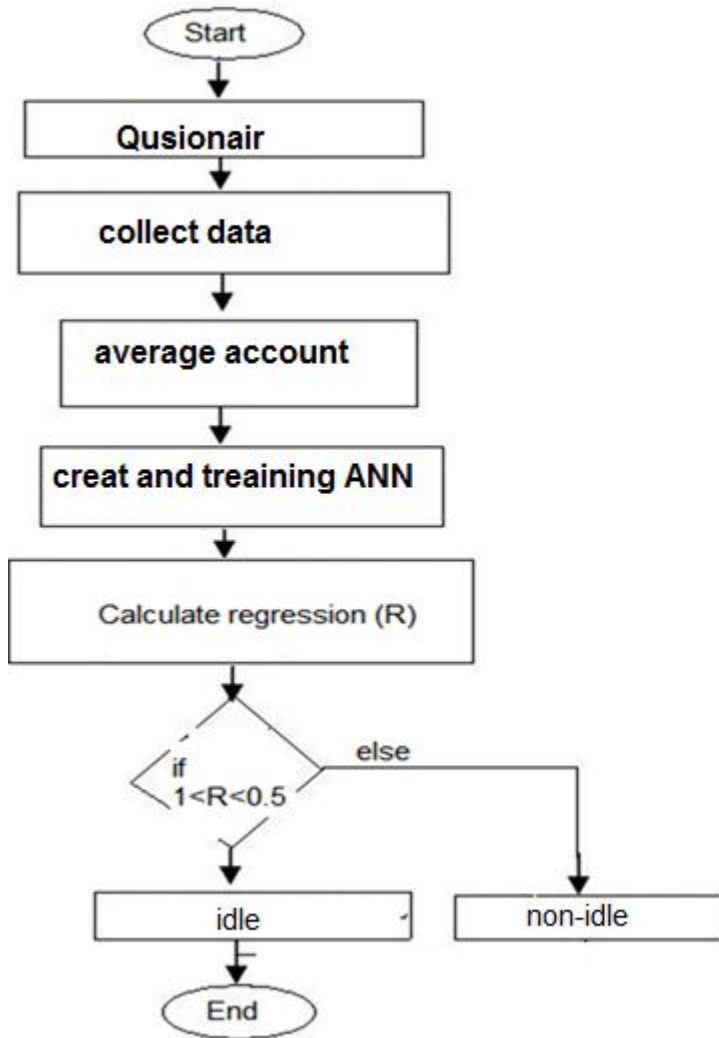 Start
Qusionair
collect data
average account
creat and treaining ANN
Calculate regression (R)
if
1<R<0.5
else
idle
non-idle
End